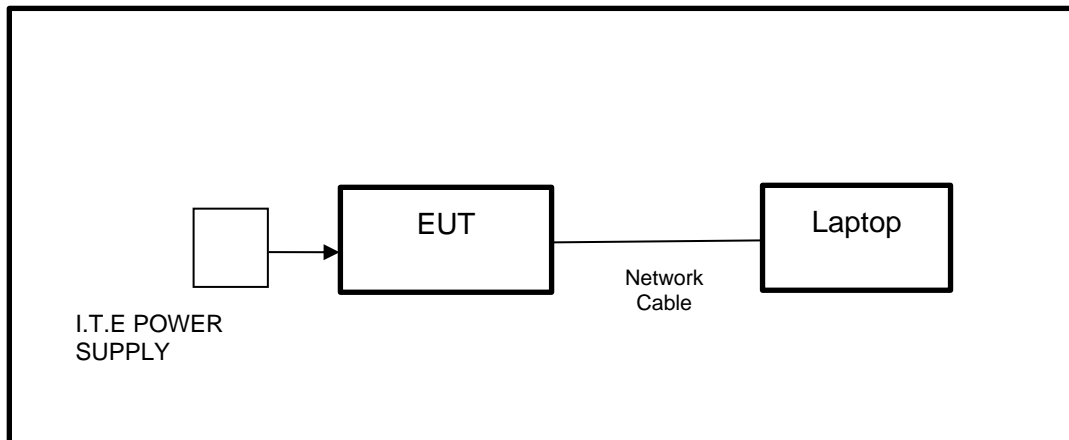 EUT
Laptop
Network
Cable
I.T.E POWER
SUPPLY